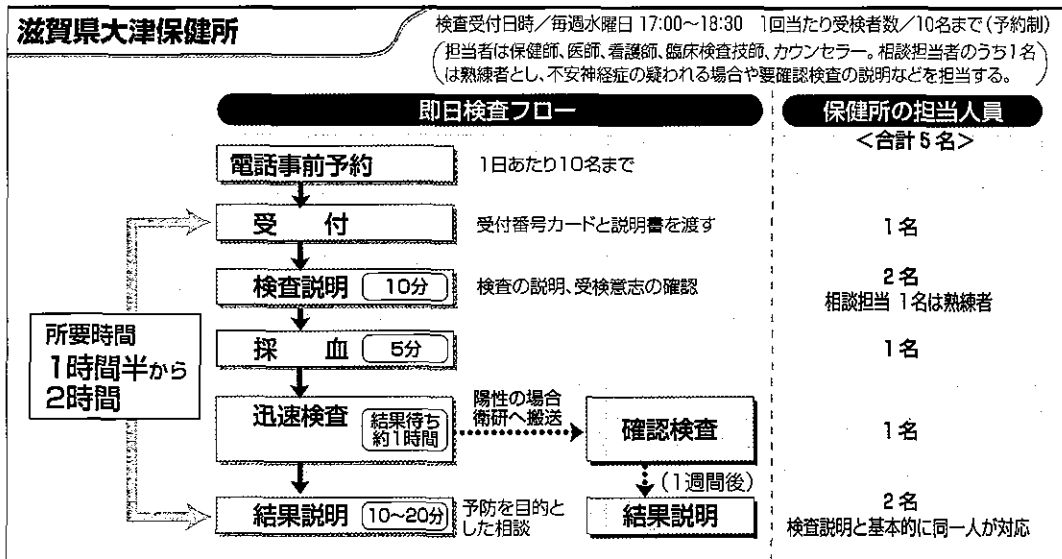 滋賀県大津保健所
検査受付日時／毎週水曜日 17:00～18:30 1回当たり受検者数／10名まで(予約制)
(担当者は保健師、医師、看護師、臨床検査技師、カウンセラー。相談担当者のうち1名
は熟練者とし、不安神経症の疑われる場合や要確認検査の説明などを担当する。)
即日検査フロー
保健所の担当人員
<合計5名>
電話事前予約
1日あたり10名まで
受付
受付番号カードと説明書を渡す
1名
検査説明 10分
検査の説明、受検意志の確認
2名
相談担当 1名は熟練者
採血 5分
1名
所要時間
1時間半から
2時間
迅速検査
結果待ち
約1時間
陽性の場合
衛研へ搬送
確認検査
1名
(1週間後)
結果説明 10～20分
予防を目的と
した相談
結果説明
2名
検査説明と基本的に同一人が対応